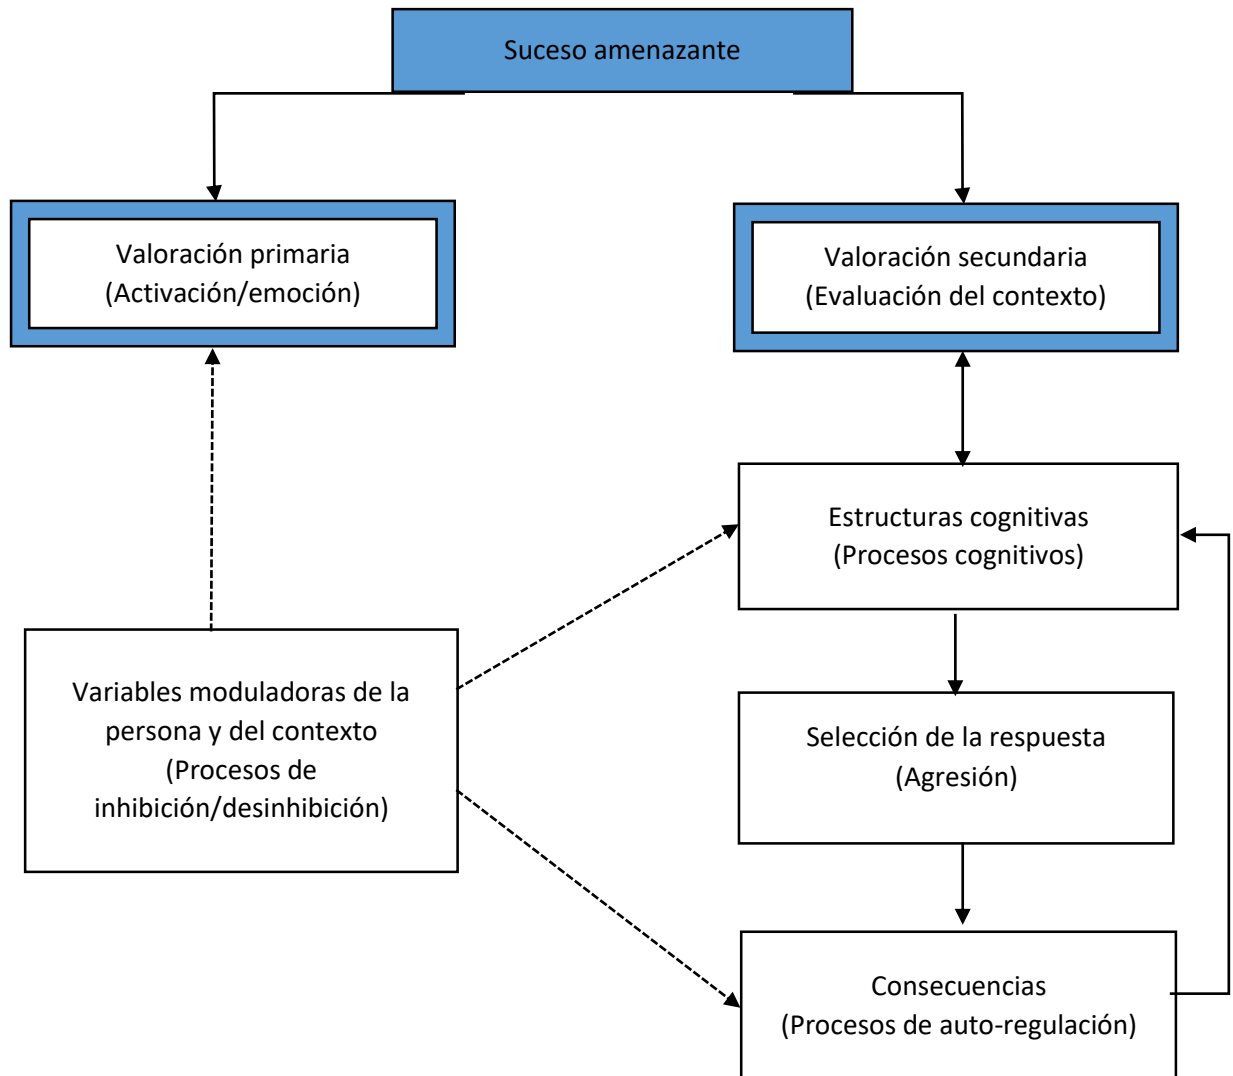 Suceso amenazante
Valoración primaria
(Activación/emoción)
Valoración secundaria
(Evaluación del contexto)
Estructuras cognitivas
(Procesos cognitivos)
Variables moduladoras de la
persona y del contexto
(Procesos de
inhibición/desinhibición)
Selección de la respuesta
(Agresión)
Consecuencias
(Procesos de auto-regulación)